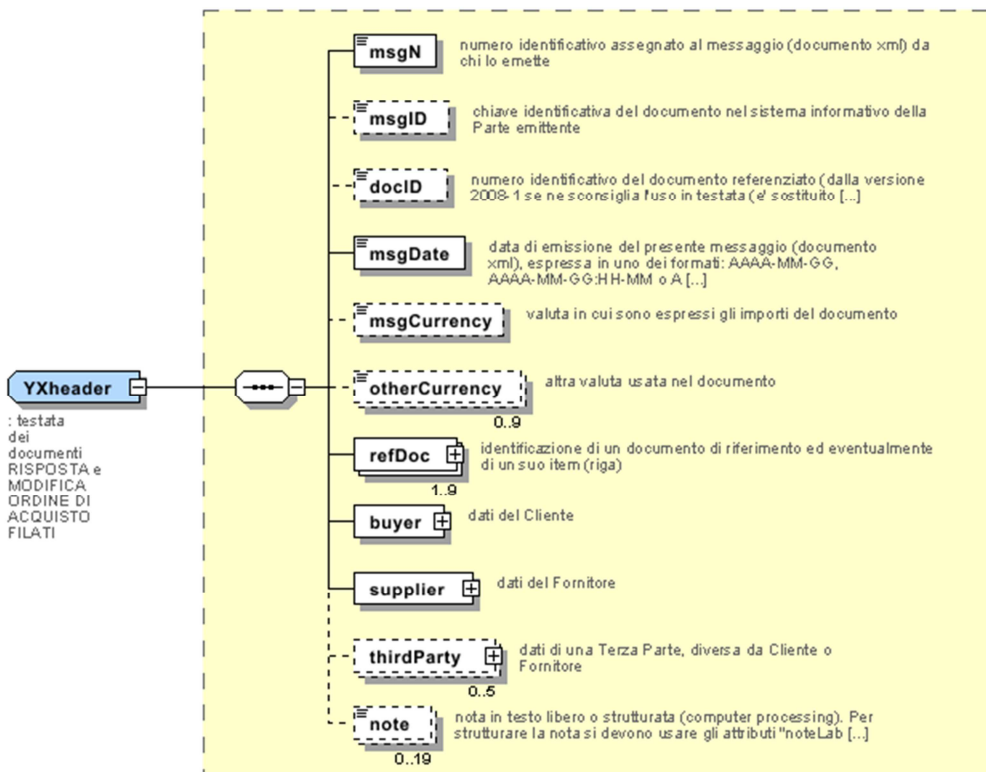 msgN
numero identificativo assegnato al messaggio (documento xml) da
chi lo emette
msgID
chiave identificativa del documento nel sistema informativo della
Parte emittente
docID
numero identificativo del documento referenziato (dalla versione
2008-1 se ne sconsiglia l'uso in testata (e' sostituito [...]
msgDate
data di emissione del presente messaggio (documento
xml), espressa in uno dei formati: AAAA-MM-GG,
AAAA-MM-GG:HH-MM o A [...]
msgCurrency
valuta in cui sono espressi gli importi del documento
YXheader
: testata
dei
documenti
RISPOSTA e
MODIFICA
ORDINE DI
ACQUISTO
FILATI
otherCurrency
altra valuta usata nel documento
0..9
refDoc
identificazione di un documento di riferimento ed eventualmente
di un suo item (riga)
1..9
buyer
dati del Cliente
supplier
dati del Fornitore
thirdParty
dati di una Terza Parte, diversa da Cliente o
Fornitore
0..5
note
nota in testo libero o strutturata (computer processing). Per
strutturare la nota si devono usare gli attributi "noteLab [...]
0..19